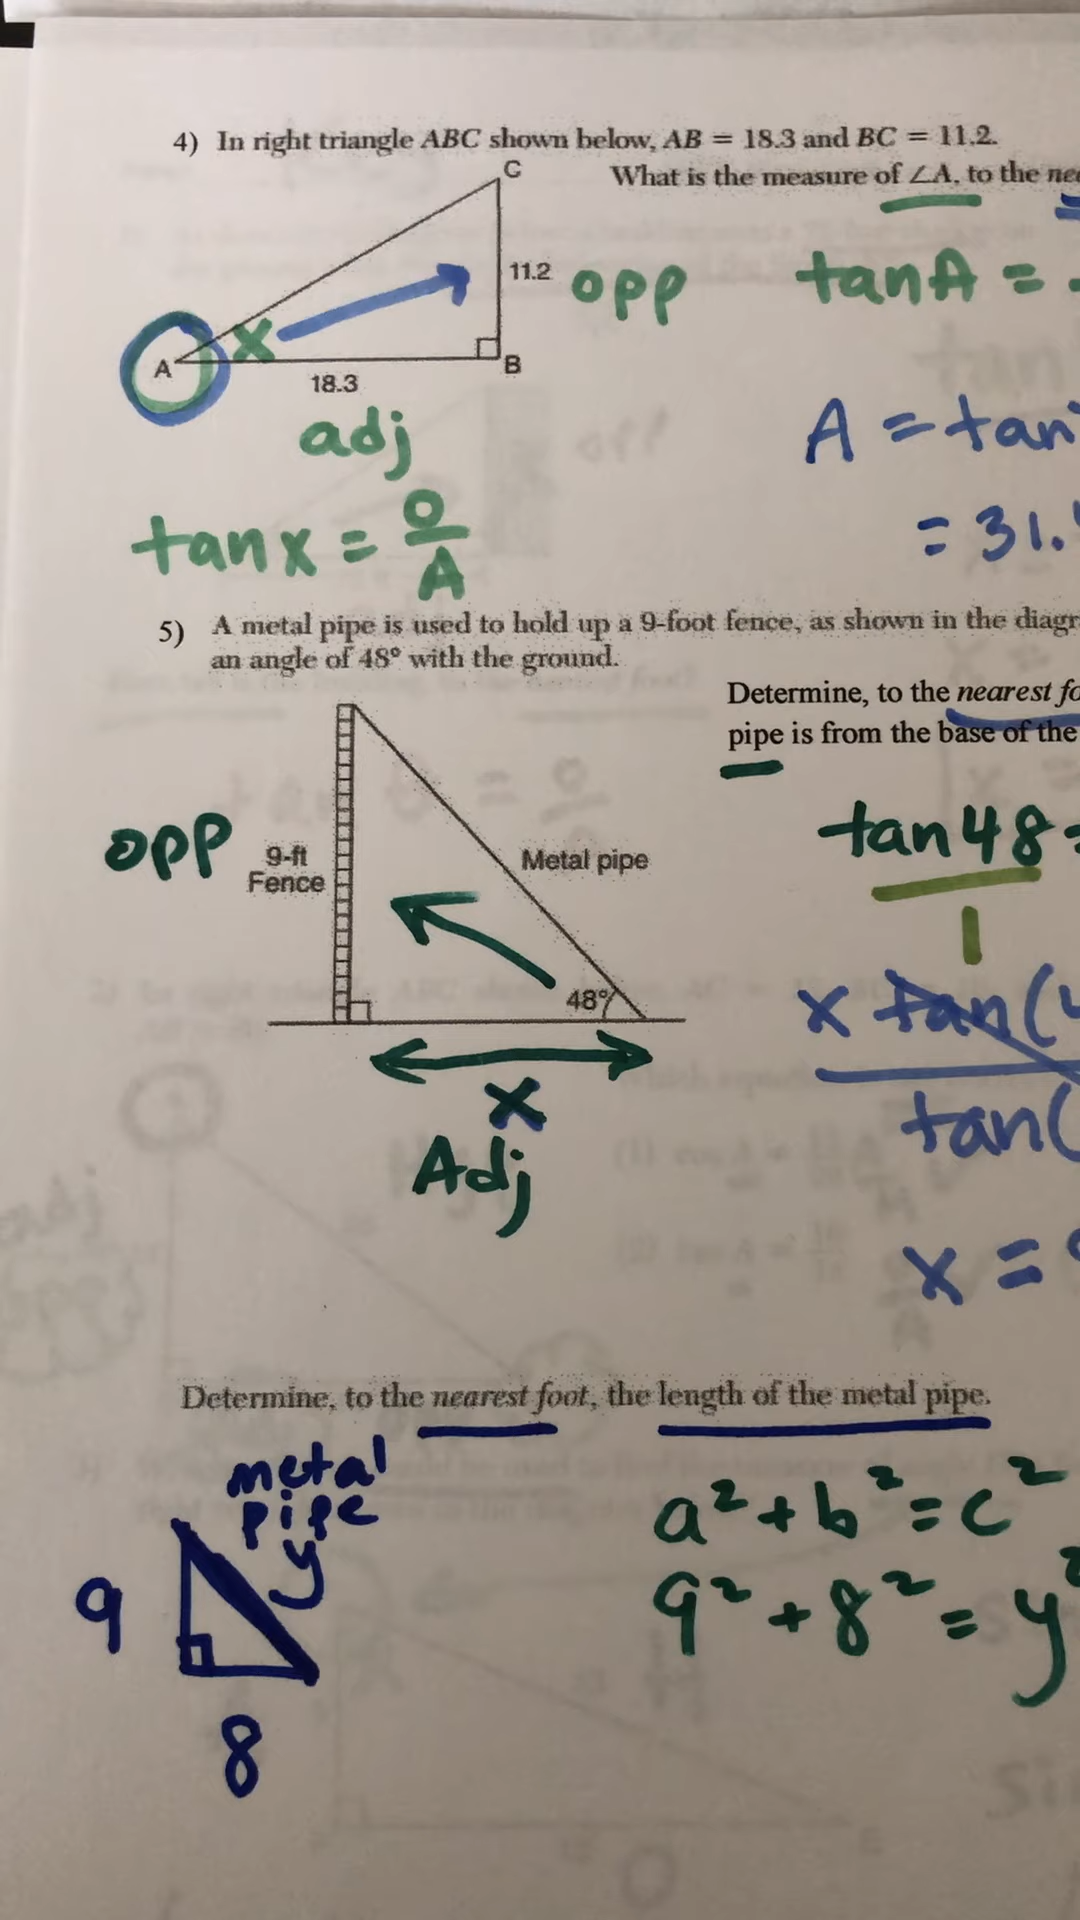 4) In right triangle ABC shown below, AB = 18.3 and BC = 11.2.
What is the measure of ∠A, to the
C
11.2
opp
tanA =
x
A
B
18.3
adj
A = tan
tanx = O/A
= 31.
5) A metal pipe is used to hold up a 9-foot fence, as shown in the
an angle of 48° with the ground.
Determine, to the nearest
pipe is from the base of the
opp
9-ft
Fence
Metal pipe
tan48
1
48°
x tan(
tan(
x
Adj
x =
Determine, to the nearest foot, the length of the metal pipe.
metal
pipe
y
a² + b² = c²
9
9² + 8² = y²
8